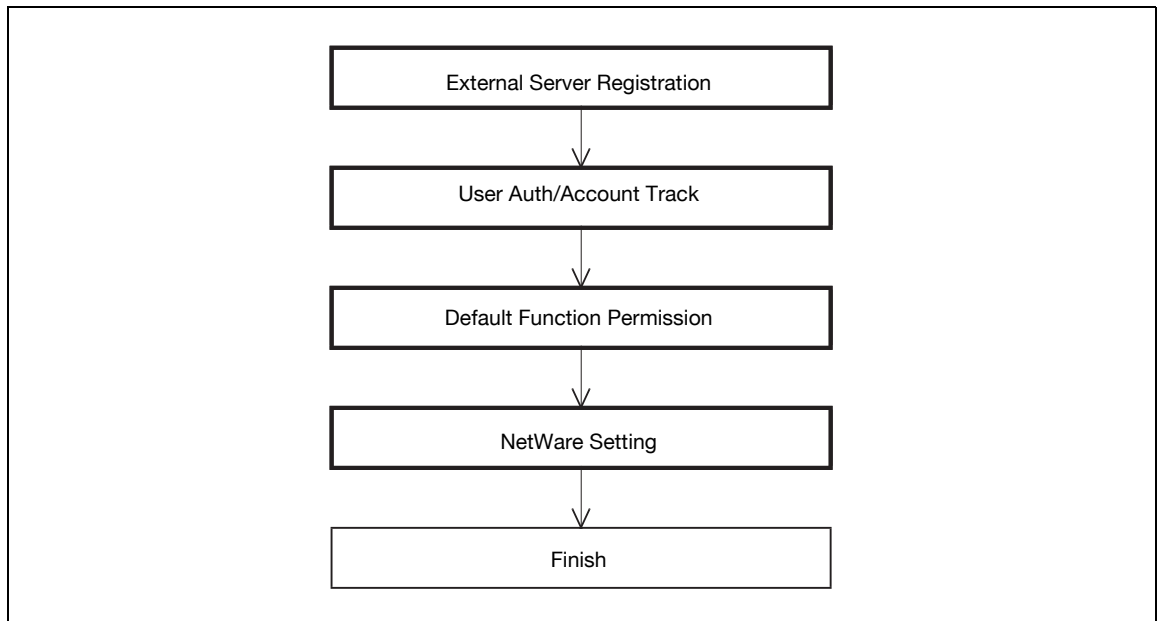 External Server Registration
User Auth/Account Track
Default Function Permission
NetWare Setting
Finish